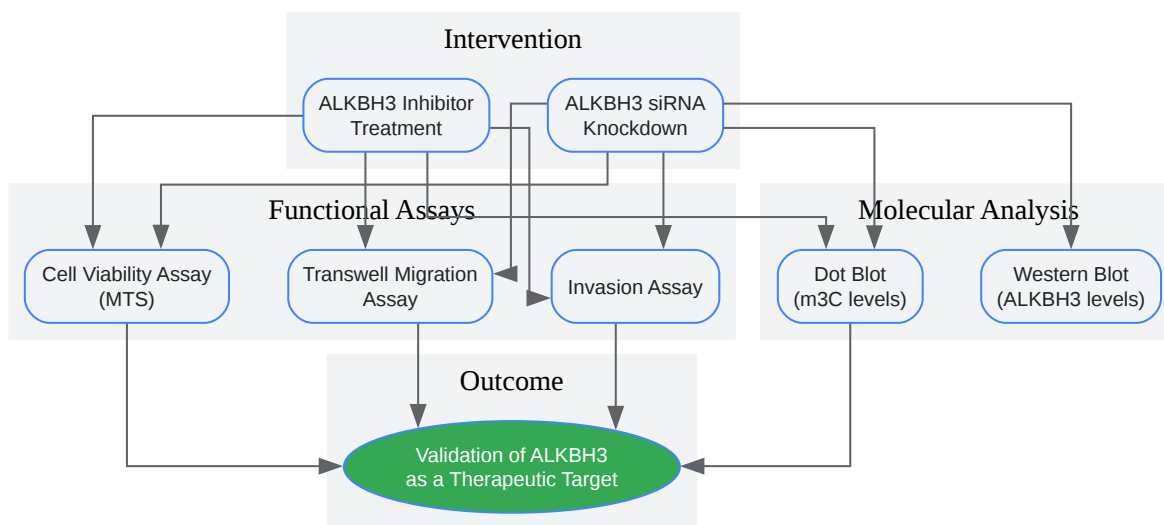 Intervention
ALKBH3 Inhibitor
Treatment
ALKBH3 siRNA
Knockdown
Functional Assays
Molecular Analysis
Cell Viability Assay
(MTS)
Transwell Migration
Assay
Invasion Assay
Dot Blot
(m3C levels)
Western Blot
(ALKBH3 levels)
Outcome
Validation of ALKBH3
as a Therapeutic Target